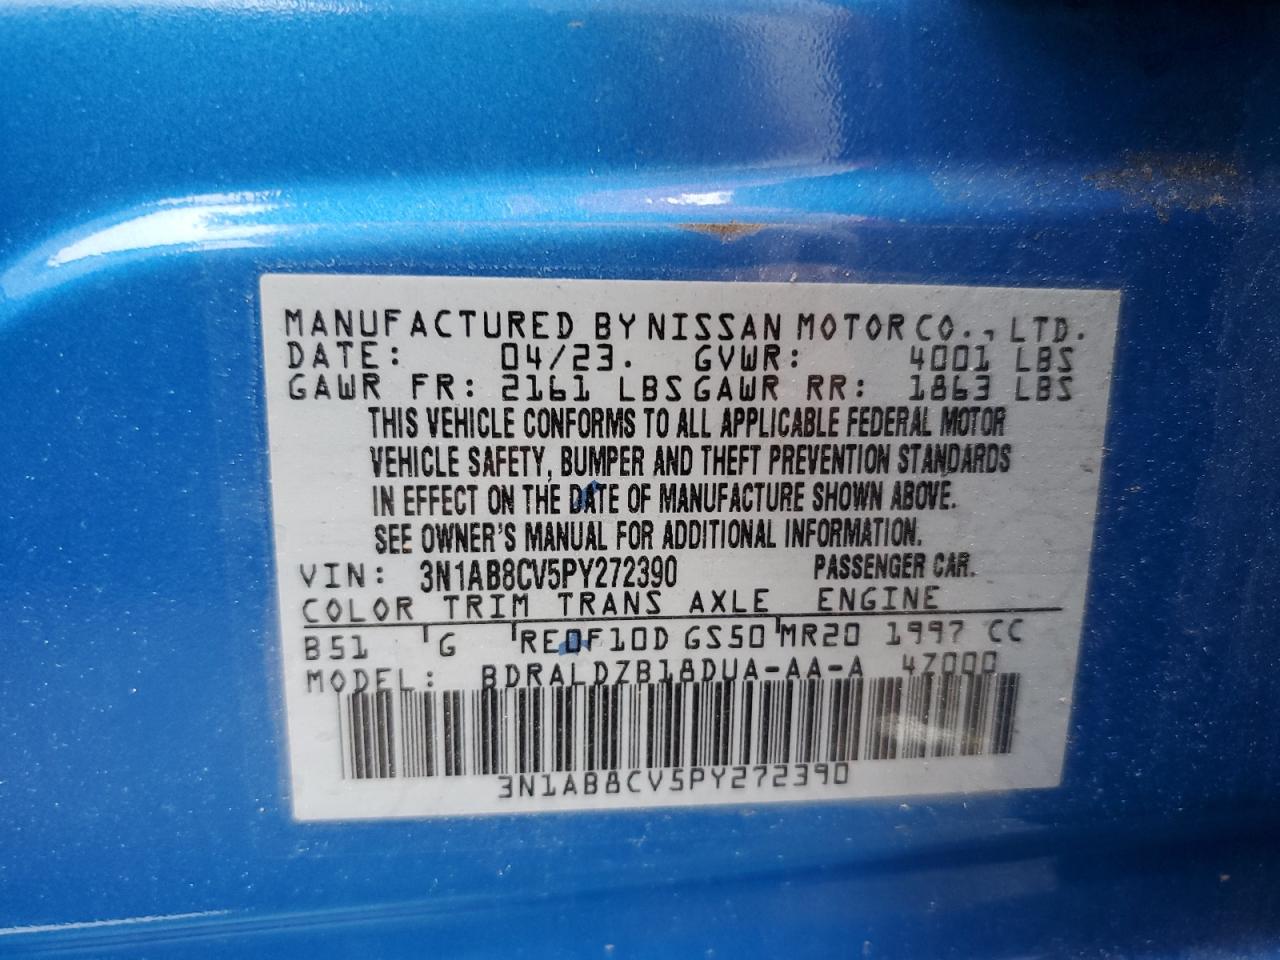 MANUFACTURED BY NISSAN MOTOR CO., LTD.
DATE: 04/23. GVWR: 4001 LBS
GAWR FR: 2161 LBS GAWR RR: 1863 LBS
THIS VEHICLE CONFORMS TO ALL APPLICABLE FEDERAL MOTOR
VEHICLE SAFETY, BUMPER AND THEFT PREVENTION STANDARDS
IN EFFECT ON THE DATE OF MANUFACTURE SHOWN ABOVE.
SEE OWNER'S MANUAL FOR ADDITIONAL INFORMATION.
VIN: 3N1AB8CV5PY272390 PASSENGER CAR.
COLOR TRIM TRANS AXLE ENGINE
B51 G RE0F10D GS50 MR20 1997 CC
MODEL: BDRALDZB18DUA-AA-A 4Z000
3N1AB8CV5PY272390